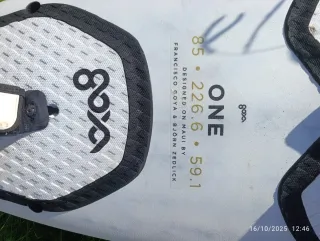 goya
goya
ONE
85 • 226.6 • 59.1
DESIGNED ON MAUI BY
FRANCISCO GOYA & BJÖRN ZEDLICK
16/10/2025 12:46